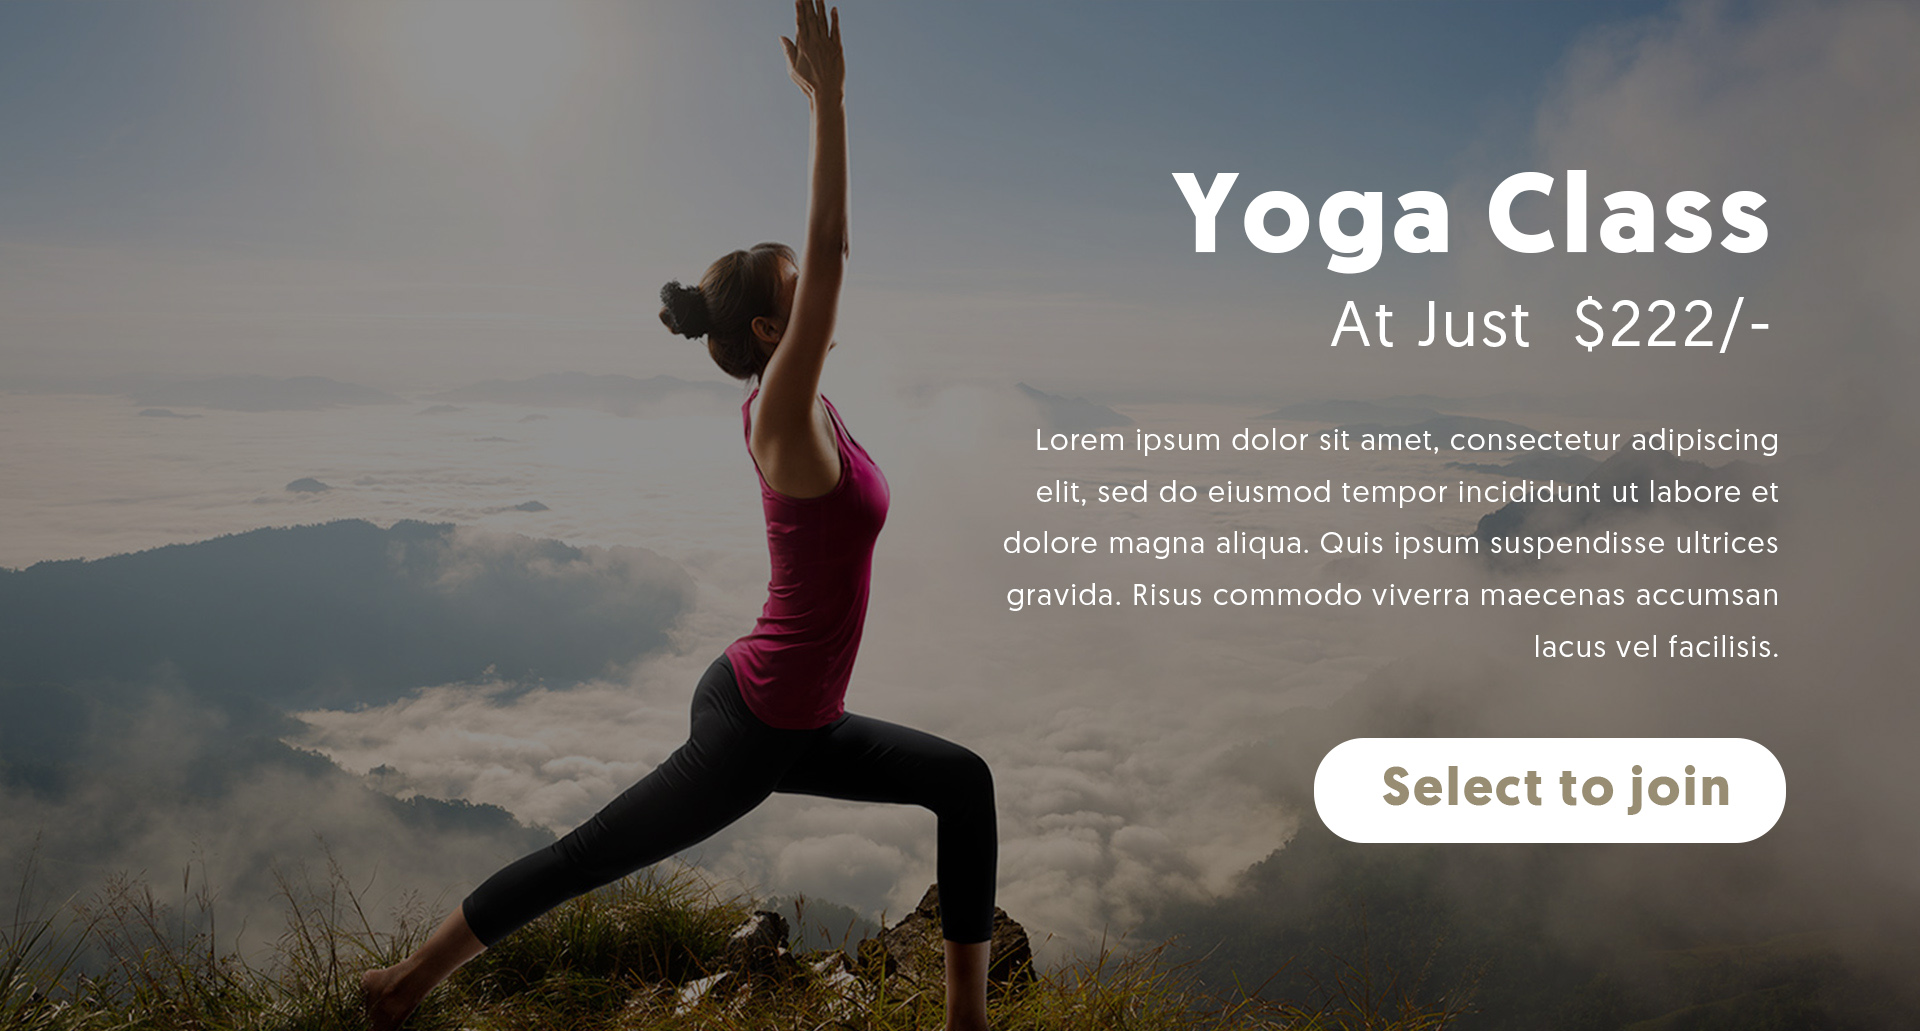 Yoga Class
At Just $222/-
Lorem ipsum dolor sit amet, consectetur adipiscing
elit, sed do eiusmod tempor incididunt ut labore et
dolore magna aliqua. Quis ipsum suspendisse ultrices
gravida. Risus commodo viverra maecenas accumsan
lacus vel facilisis.
Select to join